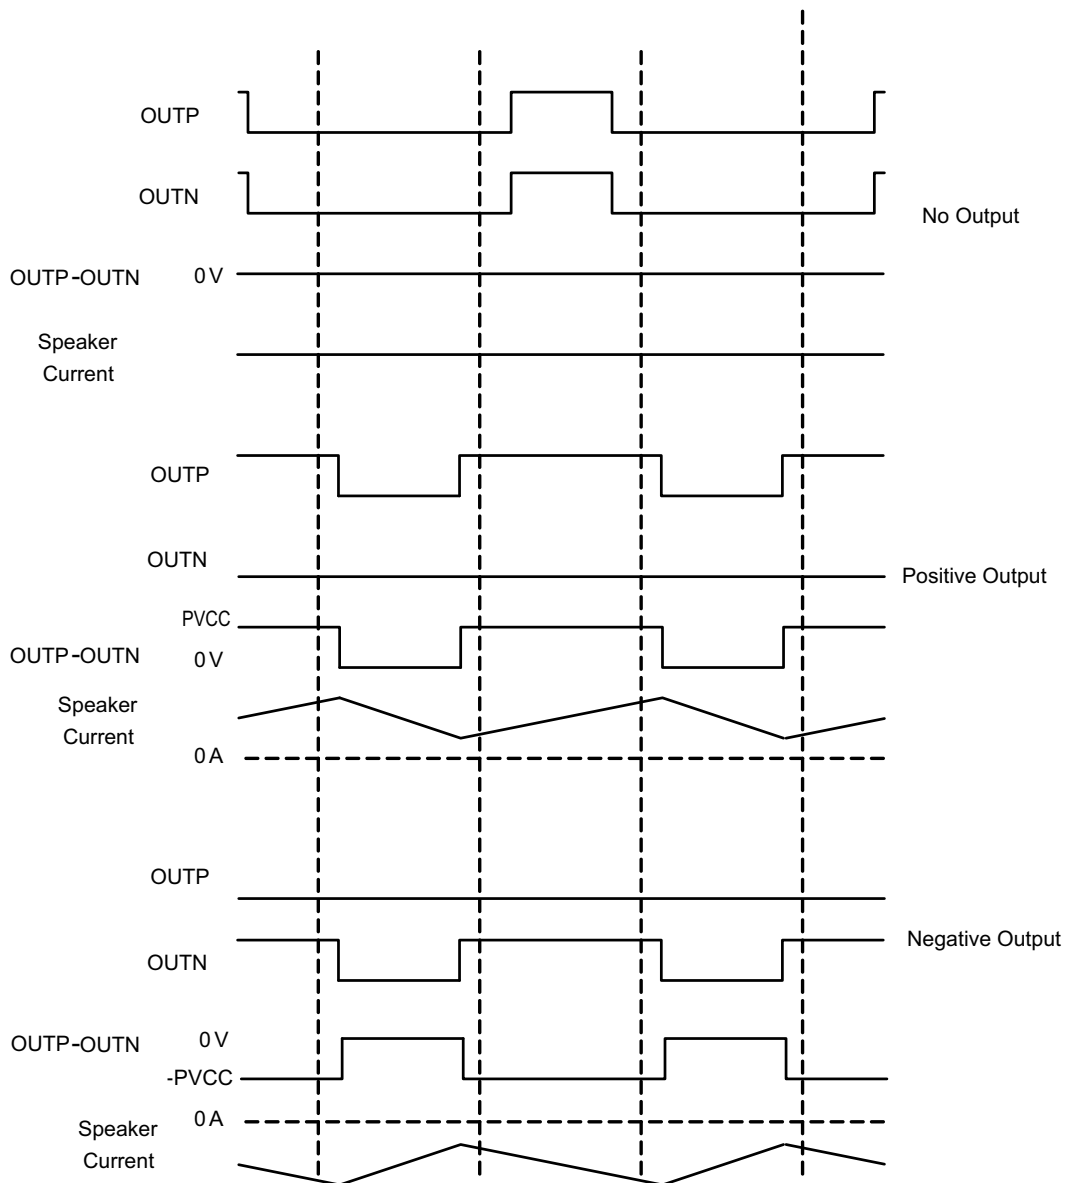 OUTP
OUTN
No Output
OUTP-OUTN 0 V
Speaker
Current
OUTP
OUTN
Positive Output
PVCC
OUTP-OUTN 0 V
Speaker
Current
0 A
OUTP
Negative Output
OUTN
OUTP-OUTN 0 V
-PVCC
0 A
Speaker
Current